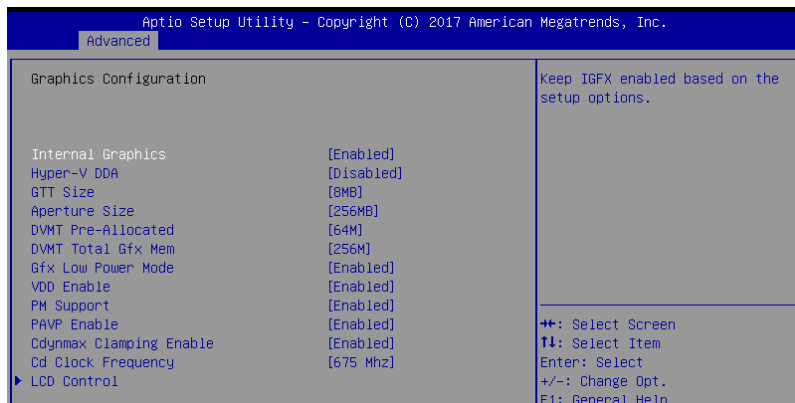 Aptio Setup Utility – Copyright (C) 2017 American Megatrends, Inc.
Advanced
Graphics Configuration
Keep IGFX enabled based on the
setup options.
Internal Graphics [Enabled]
Hyper-V DDA [Disabled]
GTT Size [8MB]
Aperture Size [256MB]
DVMT Pre-Allocated [64M]
DVMT Total Gfx Mem [256M]
Gfx Low Power Mode [Enabled]
VDD Enable [Enabled]
PM Support [Enabled]
PAVP Enable [Enabled]
Cdynmax Clamping Enable [Enabled]
Cd Clock Frequency [675 Mhz]
LCD Control
→←: Select Screen
↑↓: Select Item
Enter: Select
+/-: Change Opt.
F1: General Help